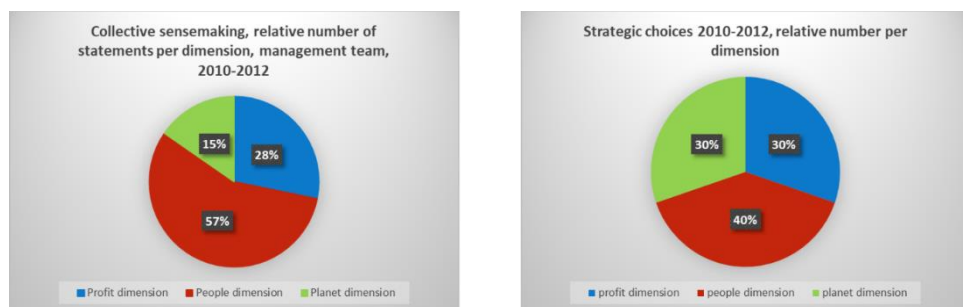 Collective sensemaking, relative number of
statements per dimension, management team,
2010-2012
15%
28%
57%
Profit dimension People dimension Planet dimension
Strategic choices 2010-2012, relative number per
dimension
30%
30%
40%
profit dimension people dimension planet dimension